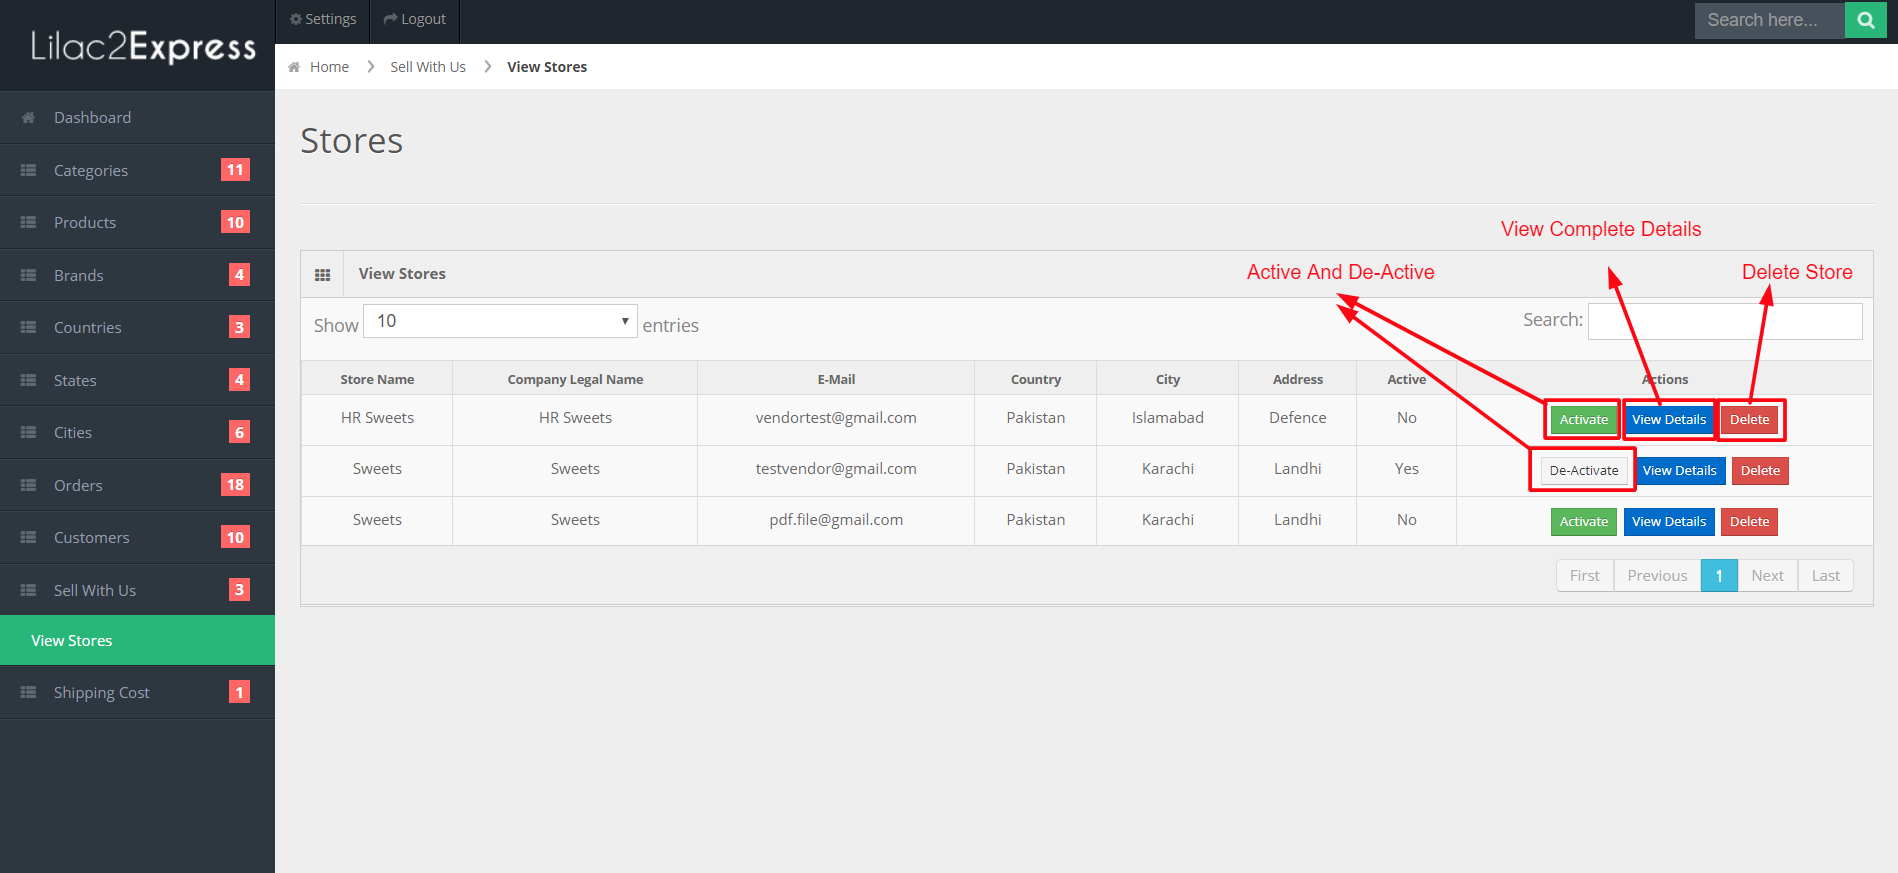 Lilac2Express
Settings Logout Search here...
Home Sell With Us View Stores
Dashboard
Categories 11
Products 10
Brands 4
Countries 3
States 4
Cities 6
Orders 18
Customers 10
Sell With Us 3
View Stores
Shipping Cost 1
Stores
View Complete Details
Active And De-Active
Delete Store
View Stores
Show 10 entries Search:
Store Name Company Legal Name E-Mail Country City Address Active Actions
HR Sweets HR Sweets vendortest@gmail.com Pakistan Islamabad Defence No Activate View Details Delete
Sweets Sweets testvendor@gmail.com Pakistan Karachi Landhi Yes De-Activate View Details Delete
Sweets Sweets pdf.file@gmail.com Pakistan Karachi Landhi No Activate View Details Delete
First Previous 1 Next Last